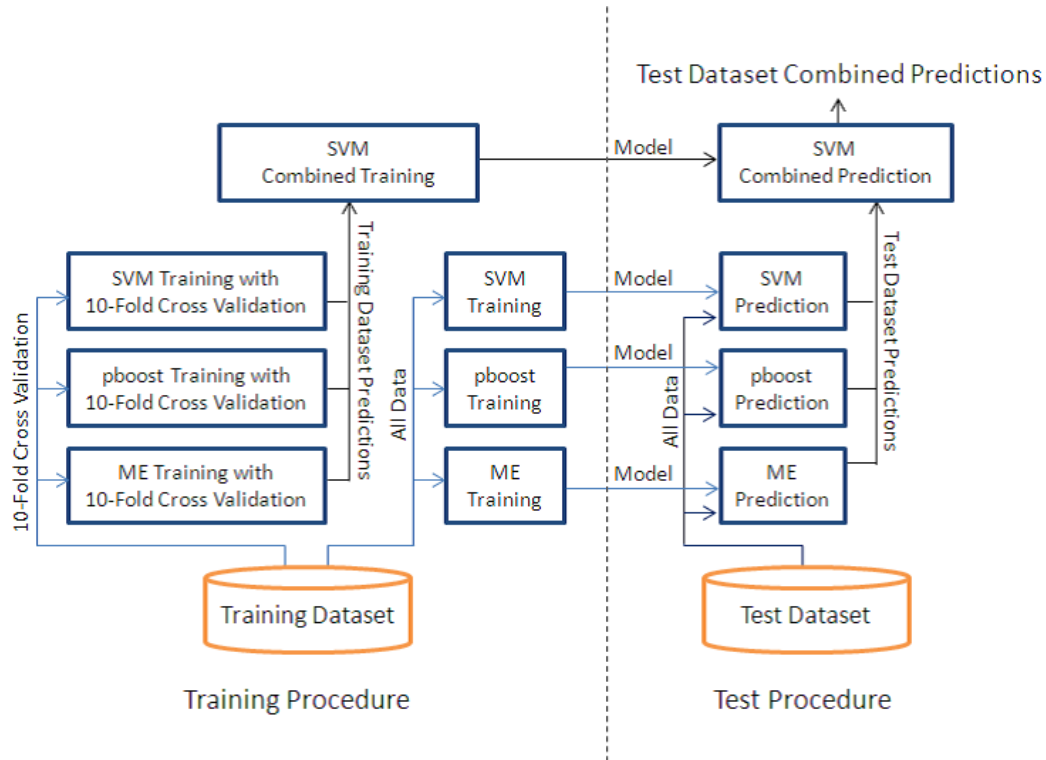 Test Dataset Combined Predictions
SVM
Combined Training
Model
SVM
Combined Prediction
10-Fold Cross Validation
SVM Training with
10-Fold Cross Validation
pboost Training with
10-Fold Cross Validation
ME Training with
10-Fold Cross Validation
Training Dataset Predictions
All Data
SVM
Training
pboost
Training
ME
Training
Model
Model
Model
All Data
SVM
Prediction
pboost
Prediction
ME
Prediction
Test Dataset Predictions
Training Dataset
Test Dataset
Training Procedure
Test Procedure